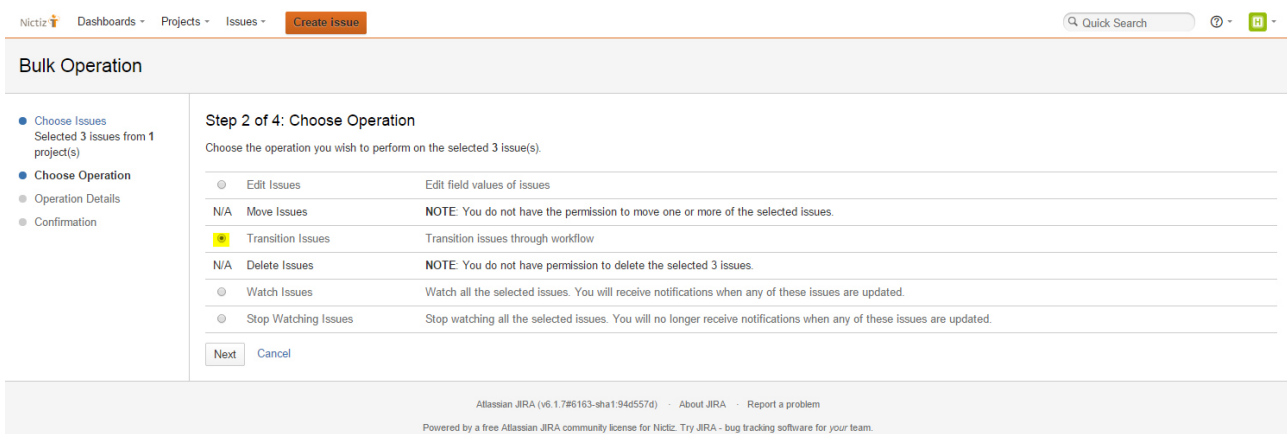 Nictiz Dashboards Projects Issues Create issue Quick Search H
Bulk Operation
Choose Issues
Selected 3 issues from 1
project(s)
Choose Operation
Operation Details
Confirmation
Step 2 of 4: Choose Operation
Choose the operation you wish to perform on the selected 3 issue(s).
Edit Issues Edit field values of issues
N/A Move Issues NOTE: You do not have the permission to move one or more of the selected issues.
Transition Issues Transition issues through workflow
N/A Delete Issues NOTE: You do not have permission to delete the selected 3 issues.
Watch Issues Watch all the selected issues. You will receive notifications when any of these issues are updated.
Stop Watching Issues Stop watching all the selected issues. You will no longer receive notifications when any of these issues are updated.
Next Cancel
Atlassian JIRA (v6.1.7#6163-sha1:94d557d) · About JIRA · Report a problem
Powered by a free Atlassian JIRA community license for Nictiz. Try JIRA - bug tracking software for your team.